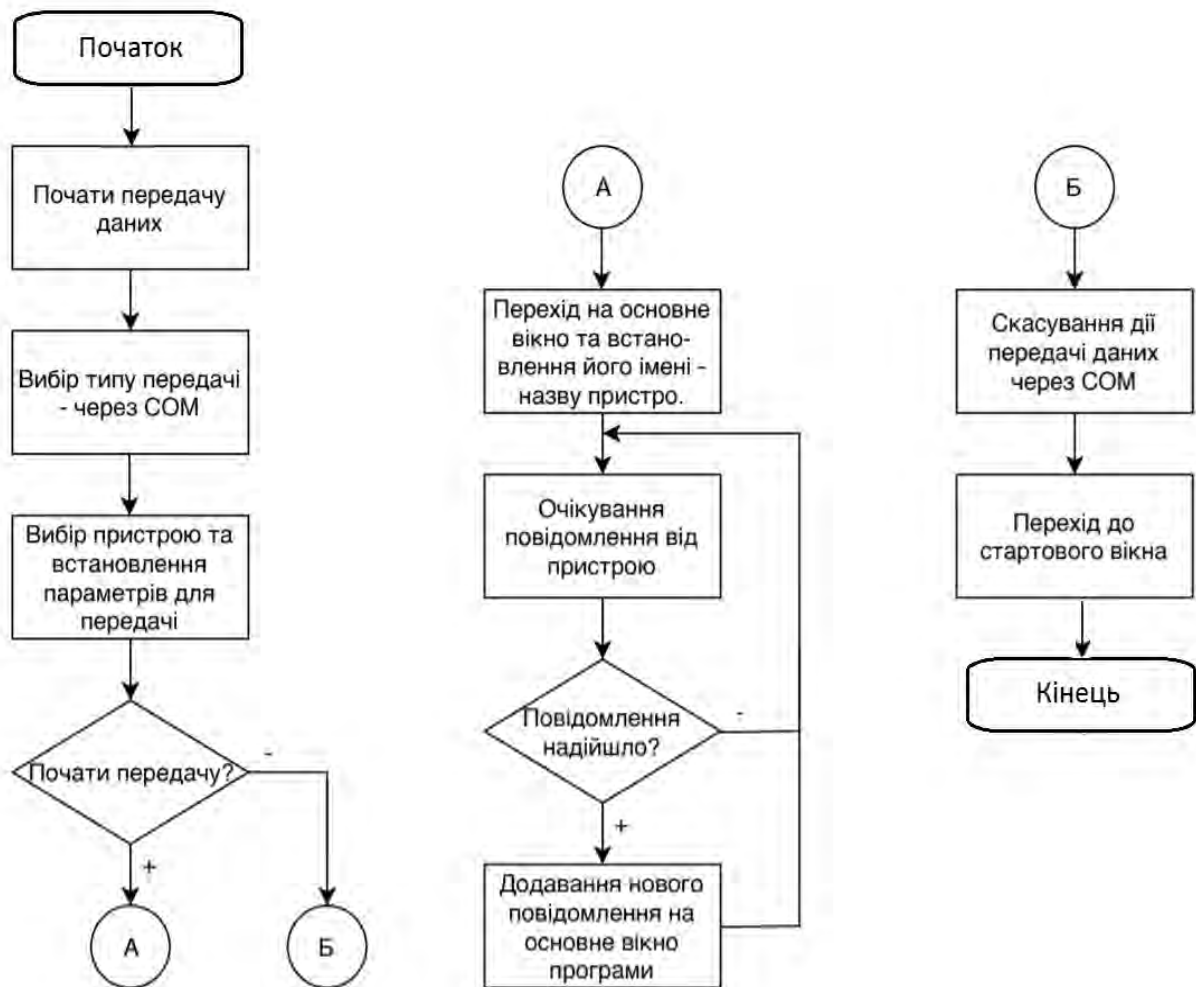 Початок
Почати передачу
даних
Вибір типу передачі
- через COM
Вибір пристрою та
встановлення
параметрів для
передачі
Почати передачу?
-
+
А
Б
А
Перехід на основне
вікно та встано-
влення його імені -
назву пристро.
Очікування
повідомлення від
пристрою
Повідомлення
надійшло?
-
+
Додавання нового
повідомлення на
основне вікно
програми
Б
Скасування дії
передачі даних
через COM
Перехід до
стартового вікна
Кінець